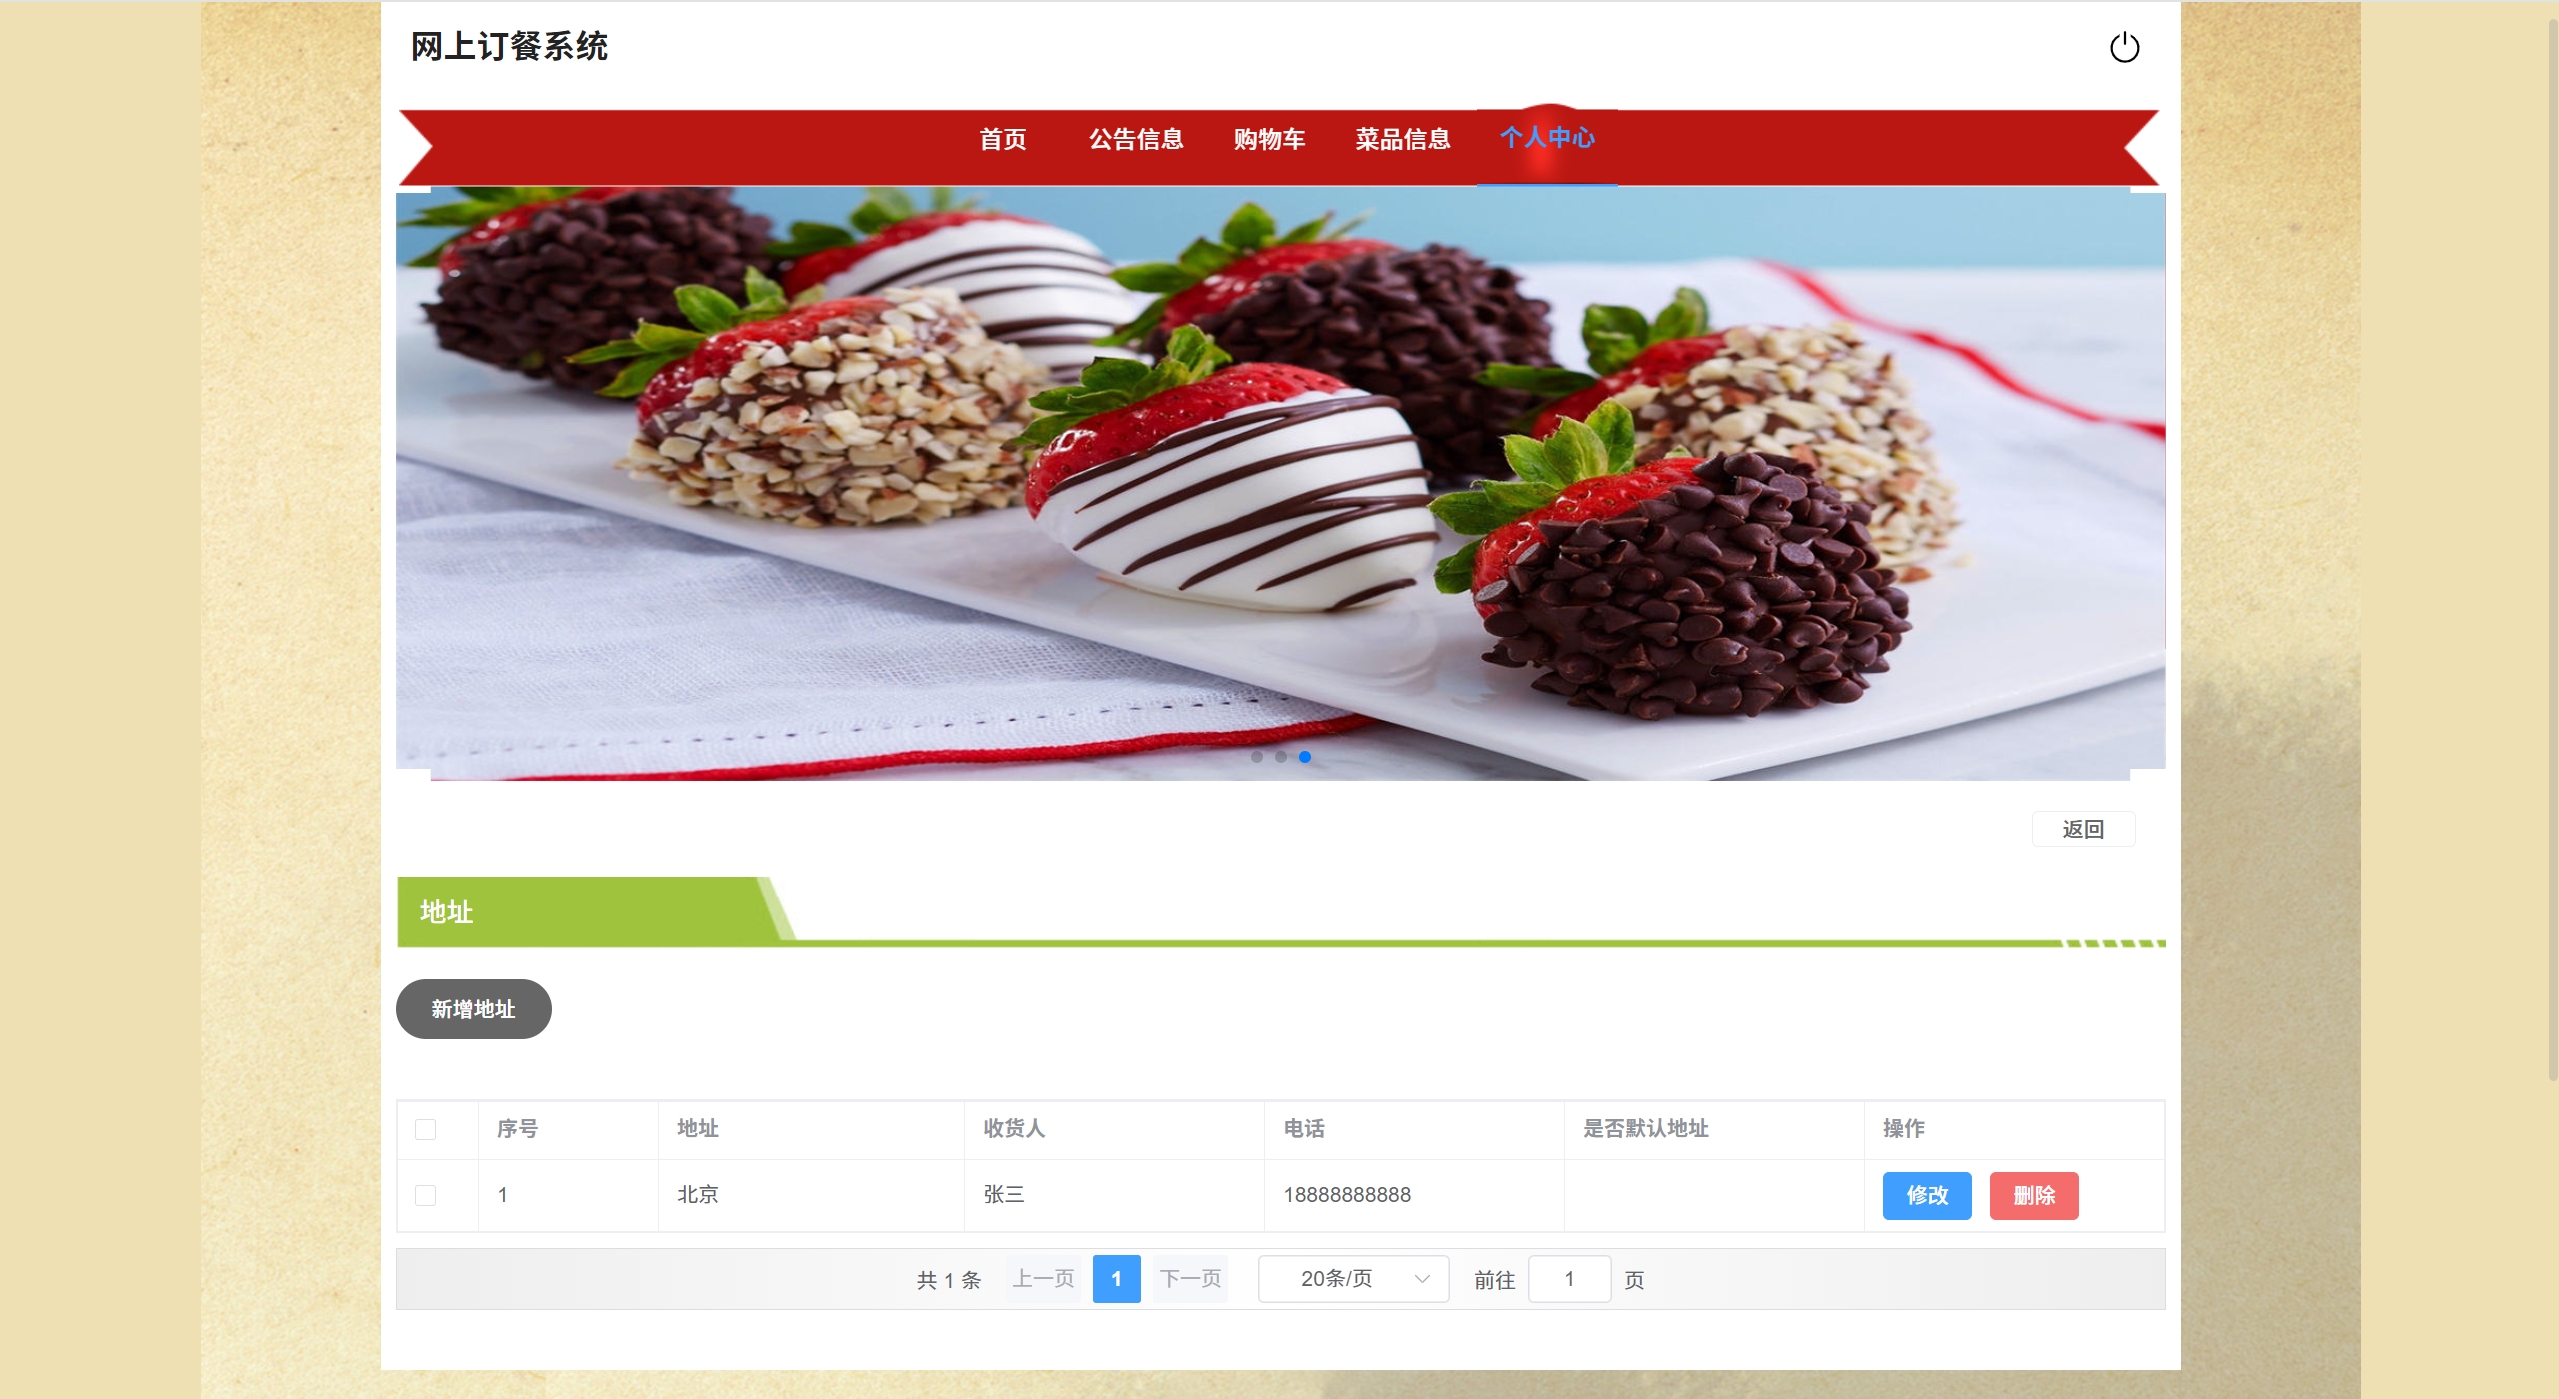 网上订餐系统
首页 公告信息 购物车 菜品信息 个人中心
返回
地址
新增地址
序号 地址 收货人 电话 是否默认地址 操作
1 北京 张三 18888888888 修改 删除
共 1 条 上一页 1 下一页 20条/页 前往 1 页